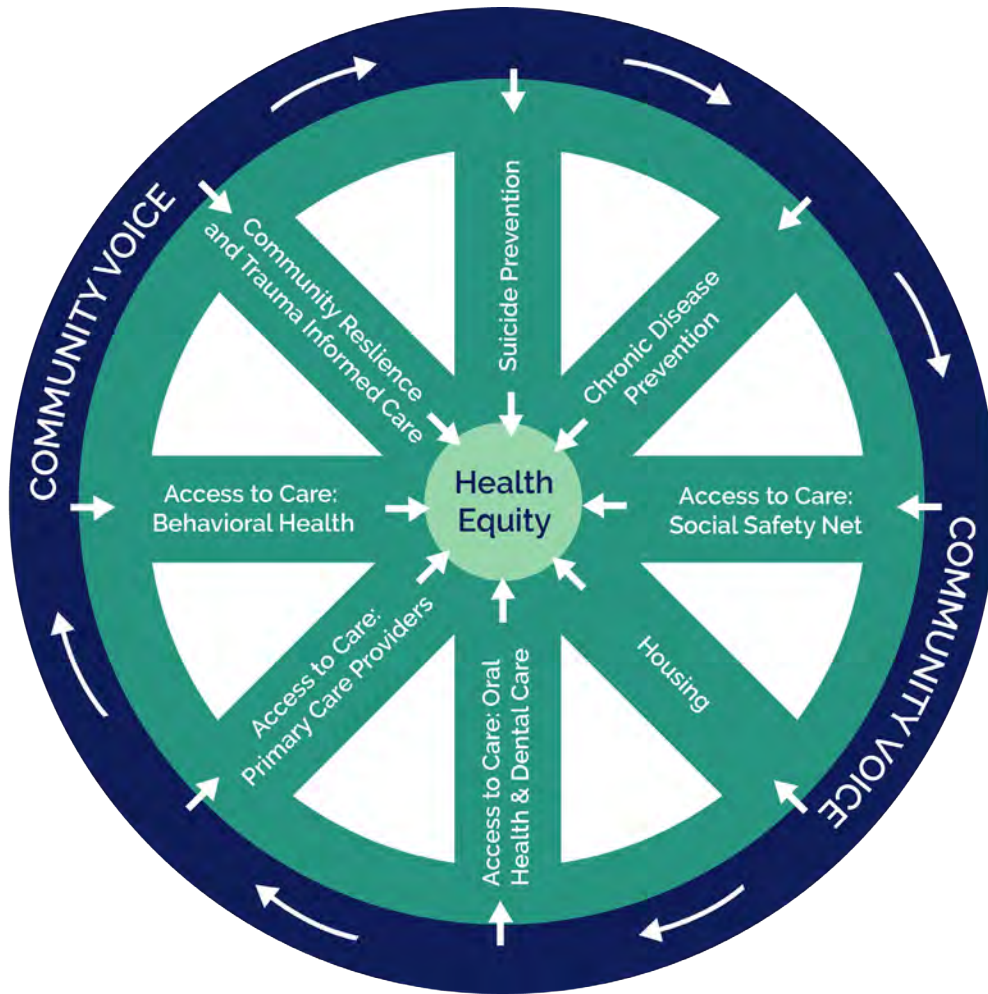 COMMUNITY VOICE
Suicide Prevention
Chronic Disease
Prevention
Access to Care:
Social Safety Net
Housing
Access to Care: Oral
Health & Dental Care
Access to Care:
Primary Care Providers
Access to Care:
Behavioral Health
Community Reslience
and Trauma Informed Care
Health
Equity
COMMUNITY VOICE